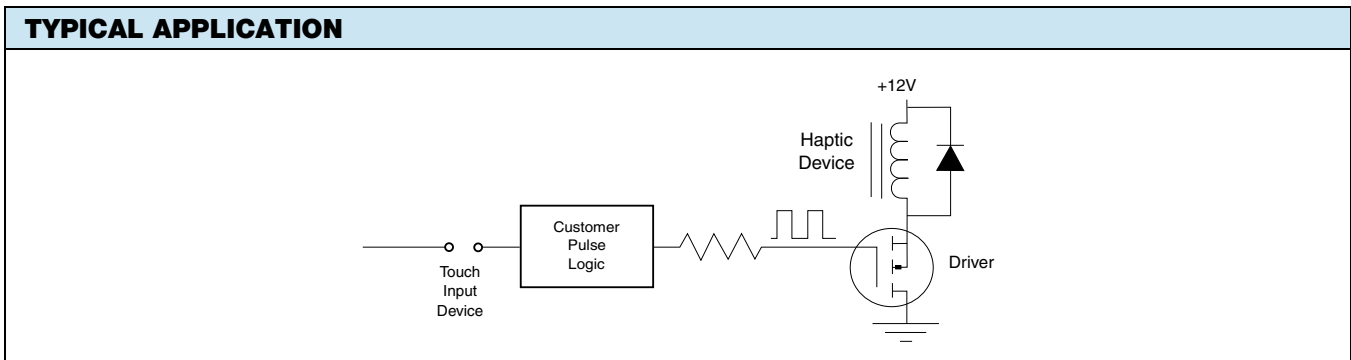 TYPICAL APPLICATION
+12V
Haptic
Device
Customer
Pulse
Logic
Touch
Input
Device
Driver